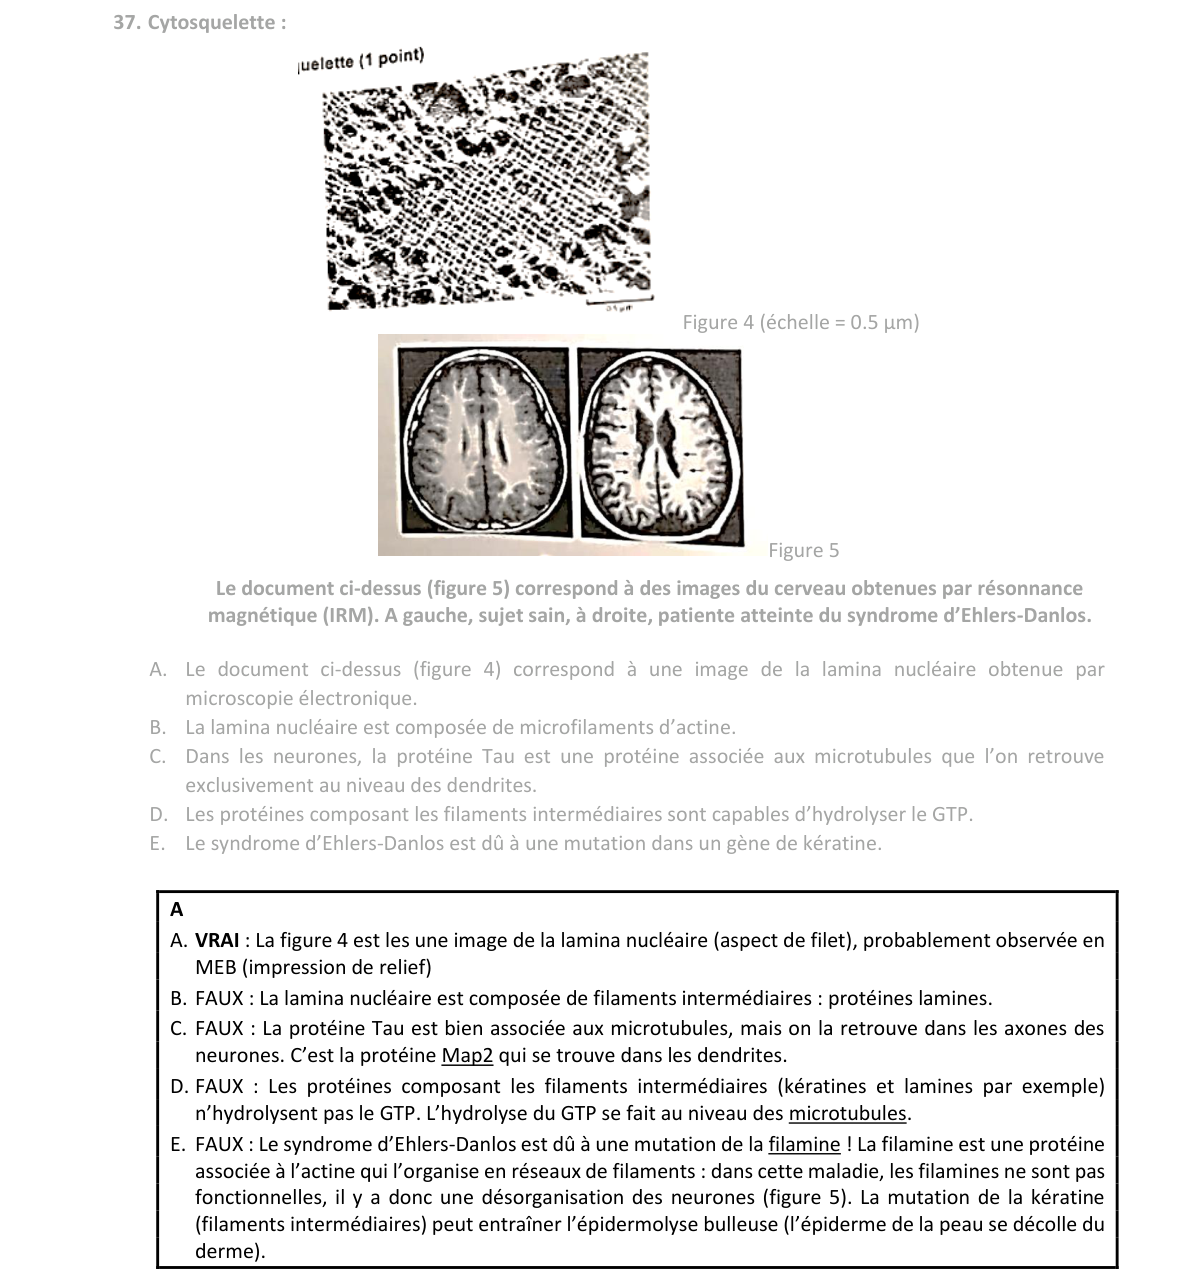 37. Cytosquelette :
uelette (1 point)
0.5 µm
Figure 4 (échelle = 0.5 µm)
Figure 5
Le document ci-dessus (figure 5) correspond à des images du cerveau obtenues par résonnance
magnétique (IRM). A gauche, sujet sain, à droite, patiente atteinte du syndrome d’Ehlers-Danlos.
A. Le document ci-dessus (figure 4) correspond à une image de la lamina nucléaire obtenue par
microscopie électronique.
B. La lamina nucléaire est composée de microfilaments d’actine.
C. Dans les neurones, la protéine Tau est une protéine associée aux microtubules que l’on retrouve
exclusivement au niveau des dendrites.
D. Les protéines composant les filaments intermédiaires sont capables d’hydrolyser le GTP.
E. Le syndrome d’Ehlers-Danlos est dû à une mutation dans un gène de kératine.
A
A. VRAI : La figure 4 est les une image de la lamina nucléaire (aspect de filet), probablement observée en
MEB (impression de relief)
B. FAUX : La lamina nucléaire est composée de filaments intermédiaires : protéines lamines.
C. FAUX : La protéine Tau est bien associée aux microtubules, mais on la retrouve dans les axones des
neurones. C’est la protéine Map2 qui se trouve dans les dendrites.
D. FAUX : Les protéines composant les filaments intermédiaires (kératines et lamines par exemple)
n’hydrolysent pas le GTP. L’hydrolyse du GTP se fait au niveau des microtubules.
E. FAUX : Le syndrome d’Ehlers-Danlos est dû à une mutation de la filamine ! La filamine est une protéine
associée à l’actine qui l’organise en réseaux de filaments : dans cette maladie, les filamines ne sont pas
fonctionnelles, il y a donc une désorganisation des neurones (figure 5). La mutation de la kératine
(filaments intermédiaires) peut entraîner l’épidermolyse bulleuse (l’épiderme de la peau se décolle du
derme).